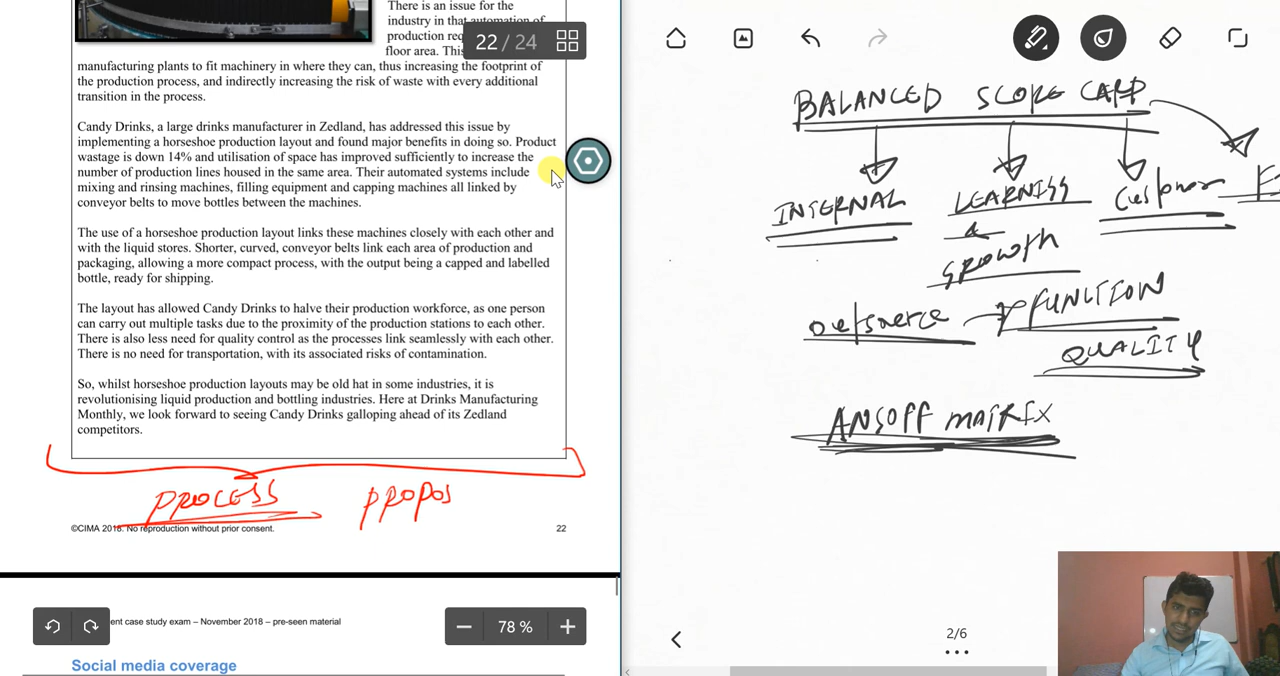 There is an issue for the
industry in that automation of
production req
floor area. This
22 / 24
manufacturing plants to fit machinery in where they can, thus increasing the footprint of
the production process, and indirectly increasing the risk of waste with every additional
transition in the process.
Candy Drinks, a large drinks manufacturer in Zedland, has addressed this issue by
implementing a horseshoe production layout and found major benefits in doing so. Product
wastage is down 14% and utilisation of space has improved sufficiently to increase the
number of production lines housed in the same area. Their automated systems include
mixing and rinsing machines, filling equipment and capping machines all linked by
conveyor belts to move bottles between the machines.
The use of a horseshoe production layout links these machines closely with each other and
with the liquid stores. Shorter, curved, conveyor belts link each area of production and
packaging, allowing a more compact process, with the output being a capped and labelled
bottle, ready for shipping.
The layout has allowed Candy Drinks to halve their production workforce, as one person
can carry out multiple tasks due to the proximity of the production stations to each other.
There is also less need for quality control as the processes link seamlessly with each other.
There is no need for transportation, with its associated risks of contamination.
So, whilst horseshoe production layouts may be old hat in some industries, it is
revolutionising liquid production and bottling industries. Here at Drinks Manufacturing
Monthly, we look forward to seeing Candy Drinks galloping ahead of its Zedland
competitors.
PROCESS PROPOS
©CIMA 2018. No reproduction without prior consent.
22
ent case study exam – November 2018 – pre-seen material
78 %
Social media coverage
BALANCED SCORE CARD
INTERNAL
LEARNING
&
GROWTH
Customer
Outsource
FUNCTION
QUALITY
ANSOFF MATRIX
2/6